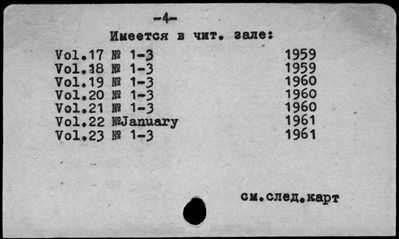 -4-
Имеется в чит. зале:
Vol.17 № 1-3 1959
Vol.18 № 1-3 1959
Vol.19 № 1-3 1960
Vol.20 № 1-3 1960
Vol.21 № 1-3 1960
Vol.22 №January 1961
Vol.23 № 1-3 1961
см.след.карт